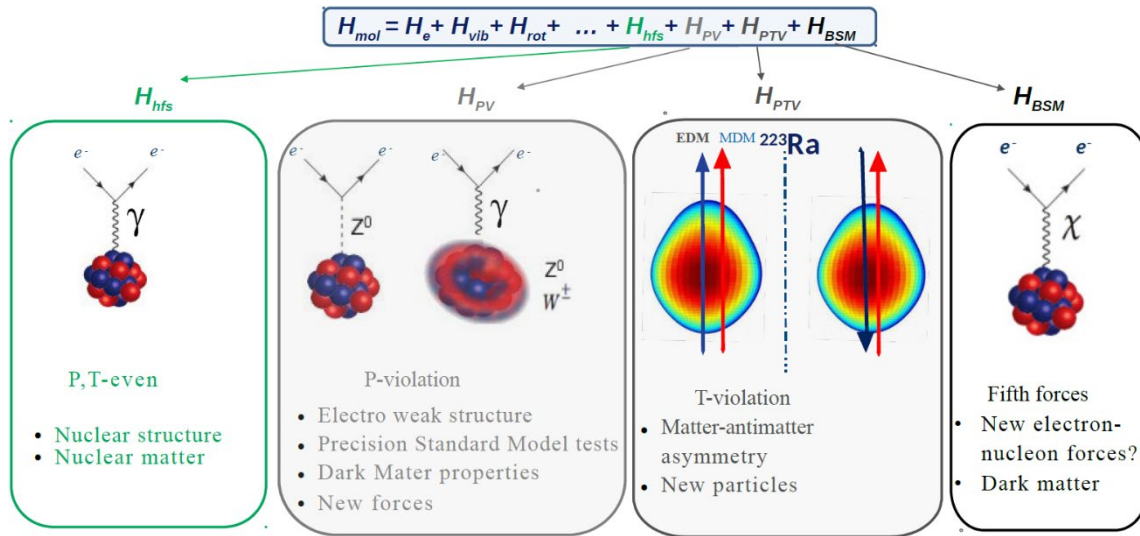 H_mol = H_e + H_vib + H_rot + ... + H_hfs + H_PV + H_PTV + H_BSM
H_hfs
H_PV
H_PTV
H_BSM
e- e-
γ
P,T-even
• Nuclear structure
• Nuclear matter
e- e- e- e-
Z⁰
γ
Z⁰
W±
P-violation
• Electro weak structure
• Precision Standard Model tests
• Dark Mater properties
• New forces
EDM MDM ²²³Ra
T-violation
• Matter-antimatter
asymmetry
• New particles
e- e-
χ
Fifth forces
• New electron-
nucleon forces?
• Dark matter